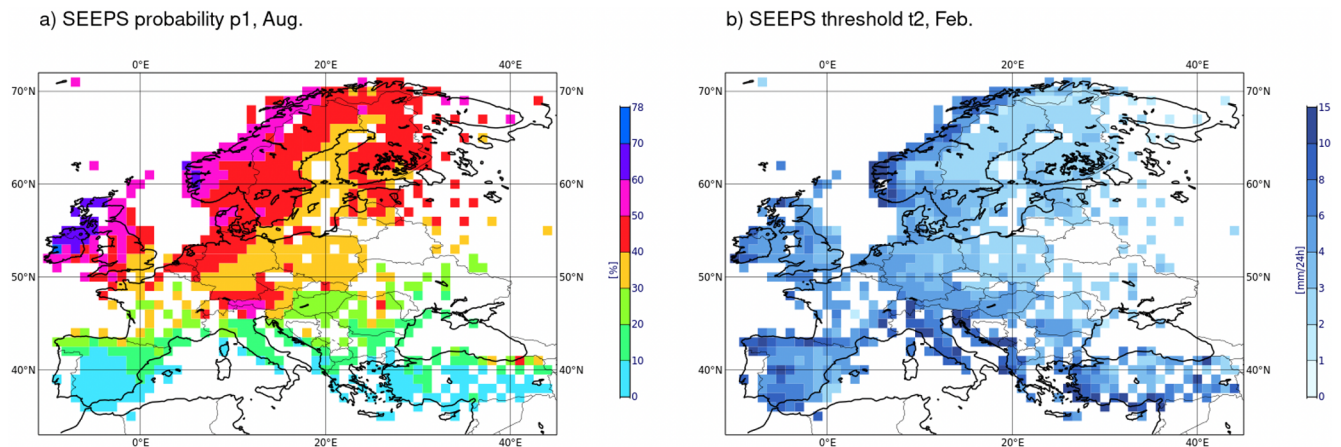 a) SEEPS probability p1, Aug.
b) SEEPS threshold t2, Feb.
0°E 20°E 40°E
70°N 70°N
60°N 60°N
50°N 50°N
40°N 40°N
0°E 20°E 40°E
78
70
60
50
40
30
20
10
0
[%]
0°E 20°E 40°E
70°N 70°N
60°N 60°N
50°N 50°N
40°N 40°N
0°E 20°E 40°E
15
10
8
6
4
3
2
1
0
[mm/24h]